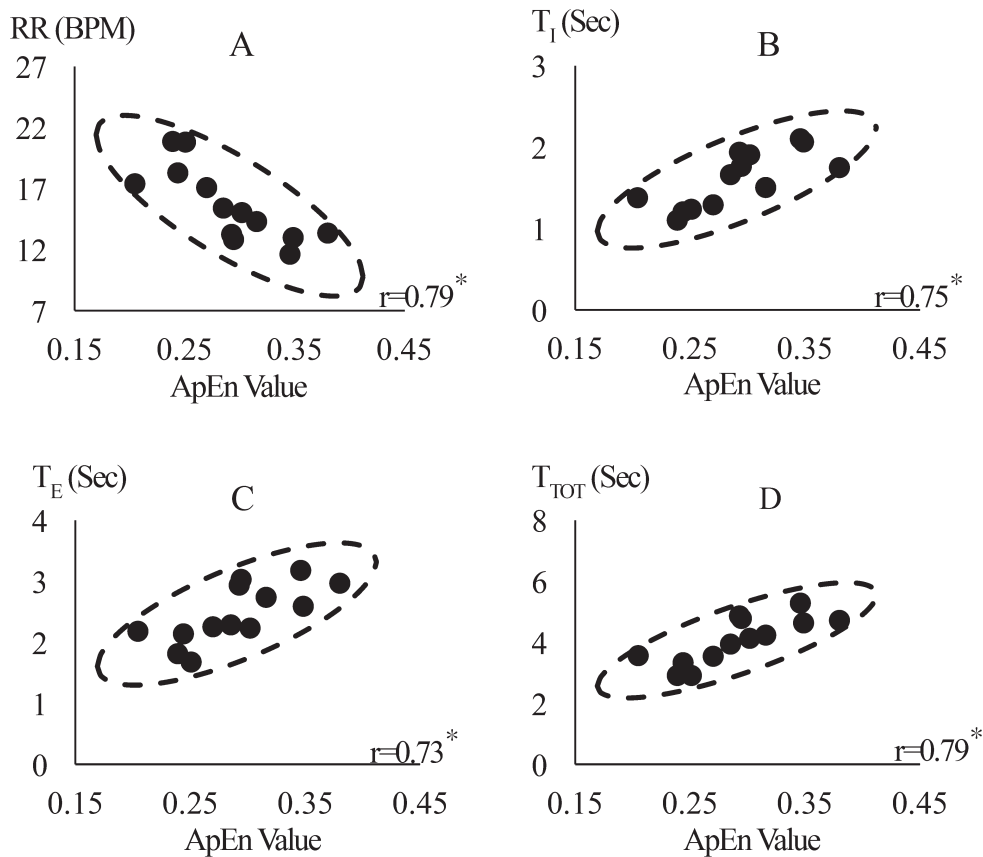 RR (BPM)
A
27
22
17
12
7
r=0.79*
0.15 0.25 0.35 0.45
ApEn Value
T_I (Sec)
B
3
2
1
0
r=0.75*
0.15 0.25 0.35 0.45
ApEn Value
T_E (Sec)
C
4
3
2
1
0
r=0.73*
0.15 0.25 0.35 0.45
ApEn Value
T_TOT (Sec)
D
8
6
4
2
0
r=0.79*
0.15 0.25 0.35 0.45
ApEn Value